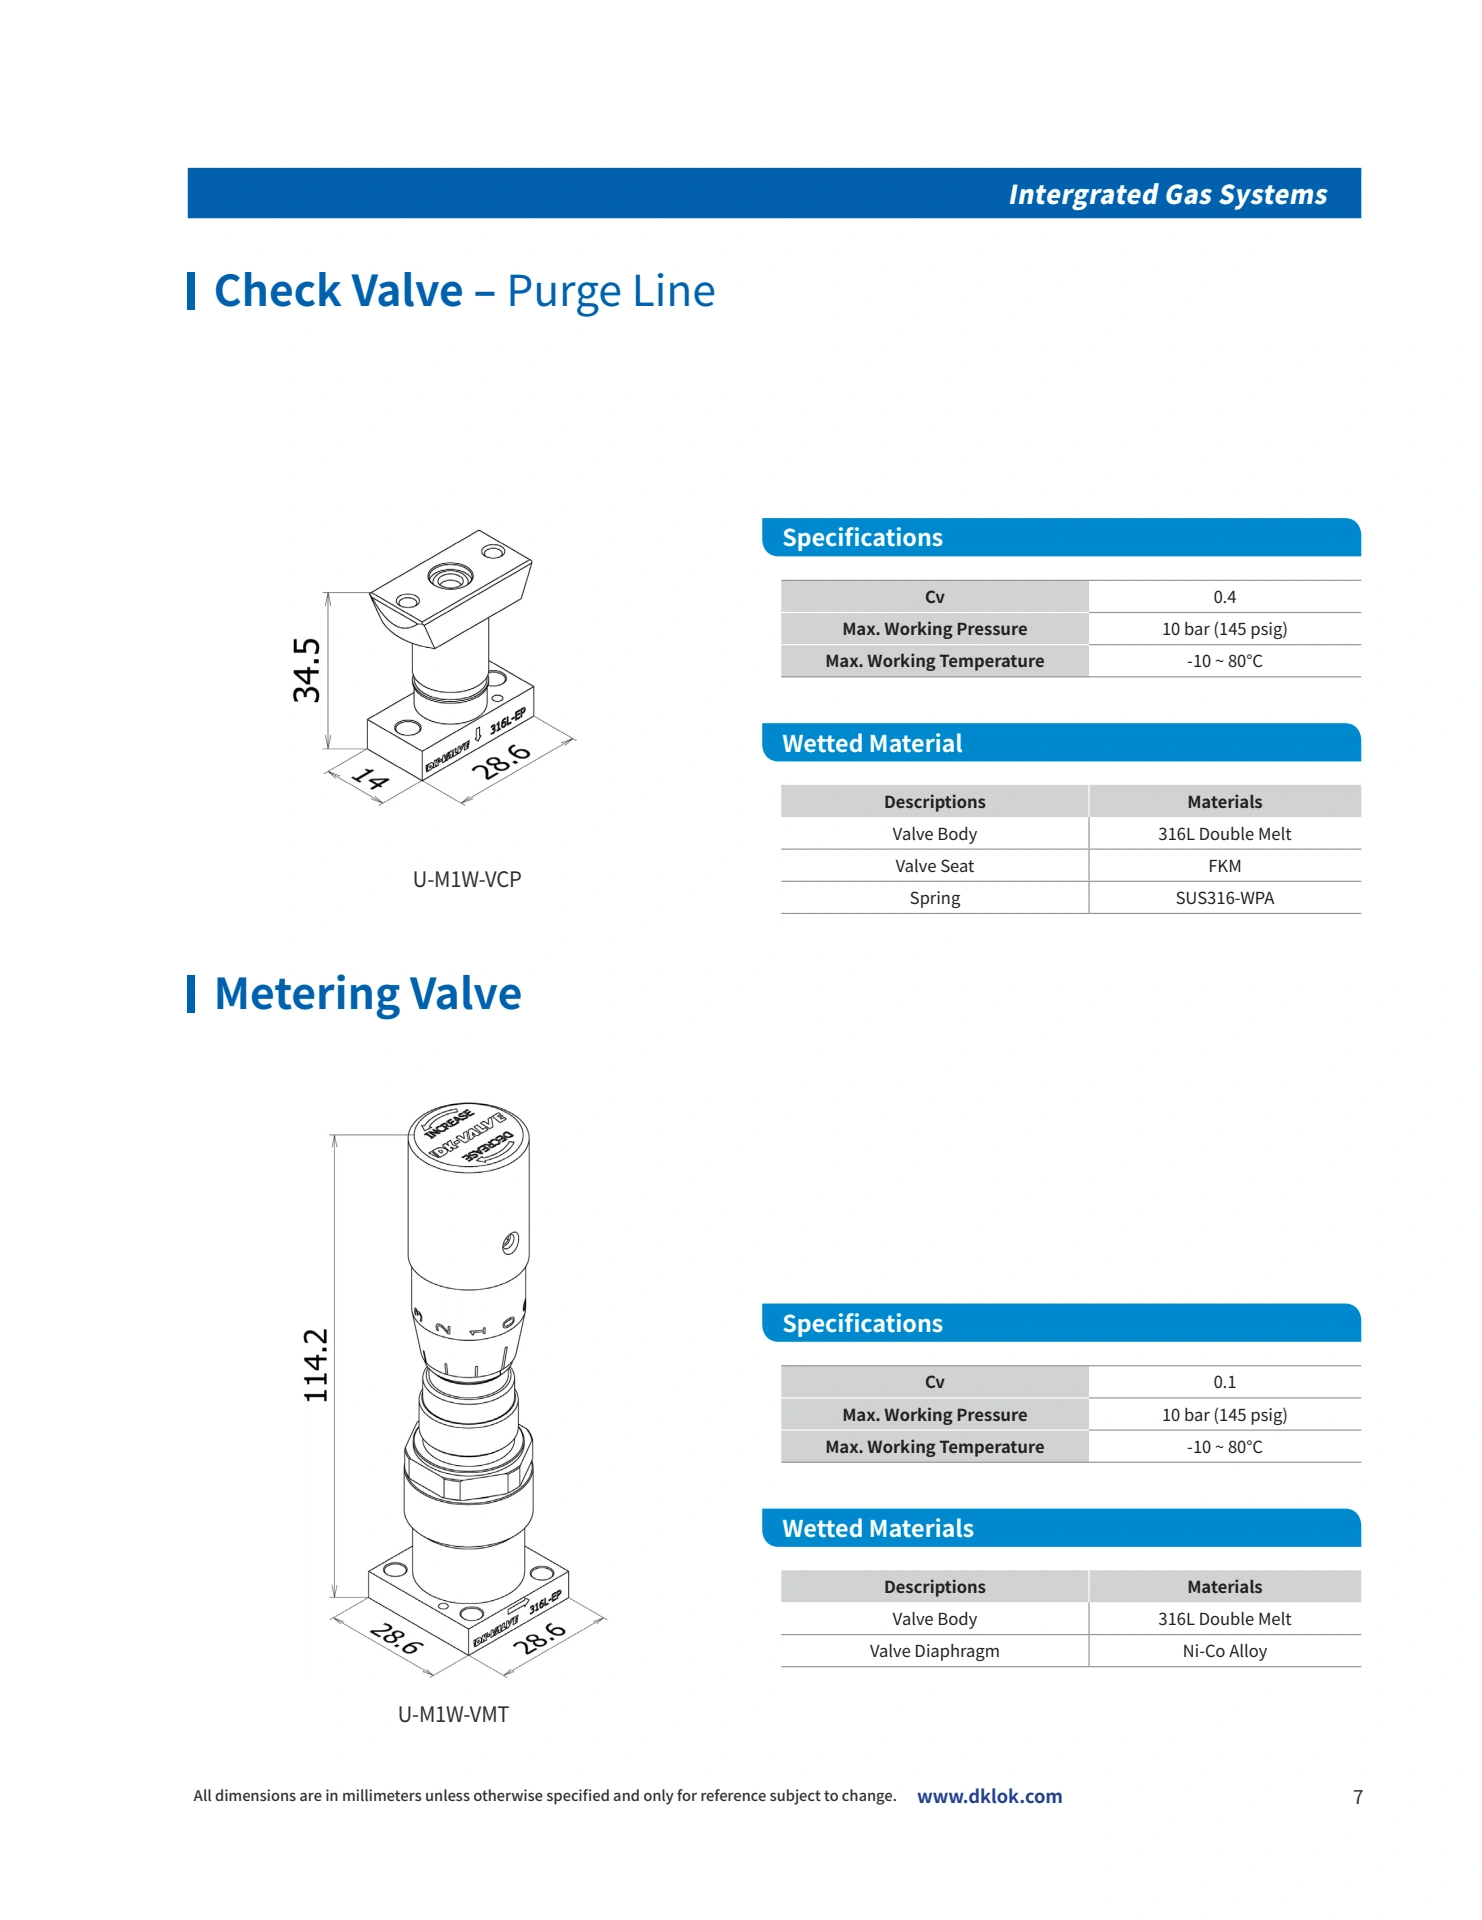 Intergrated Gas Systems
Check Valve – Purge Line
34.5
14
28.6
DK-VALVE 316L-EP
U-M1W-VCP
Specifications
Cv 0.4
Max. Working Pressure 10 bar (145 psig)
Max. Working Temperature -10 ~ 80°C
Wetted Material
Descriptions Materials
Valve Body 316L Double Melt
Valve Seat FKM
Spring SUS316-WPA
Metering Valve
INCREASE
DK-VALVE
DECREASE
3 2 1 0
114.2
DK-VALVE 316L-EP
28.6
28.6
U-M1W-VMT
Specifications
Cv 0.1
Max. Working Pressure 10 bar (145 psig)
Max. Working Temperature -10 ~ 80°C
Wetted Materials
Descriptions Materials
Valve Body 316L Double Melt
Valve Diaphragm Ni-Co Alloy
All dimensions are in millimeters unless otherwise specified and only for reference subject to change. www.dklok.com 7